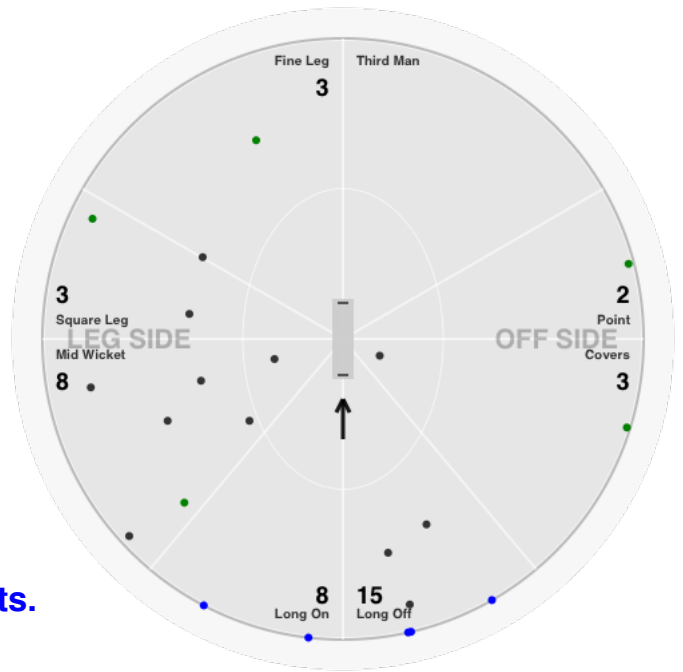 Fine Leg
3
Third Man
3
Square Leg
LEG SIDE
Mid Wicket
8
2
Point
OFF SIDE
Covers
3
8
Long On
15
Long Off
ts.